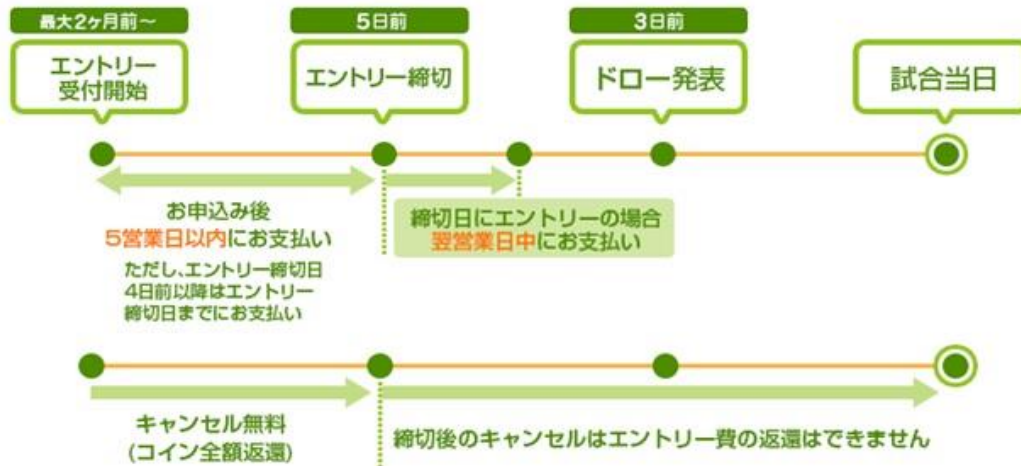 最大2ヶ月前～
エントリー
受付開始
5日前
エントリー締切
3日前
ドロー発表
試合当日
お申込み後
5営業日以内にお支払い
ただし、エントリー締切日
4日前以降はエントリー
締切日までにお支払い
締切日にエントリーの場合
翌営業日中にお支払い
キャンセル無料
(コイン全額返還)
締切後のキャンセルはエントリー費の返還はできません